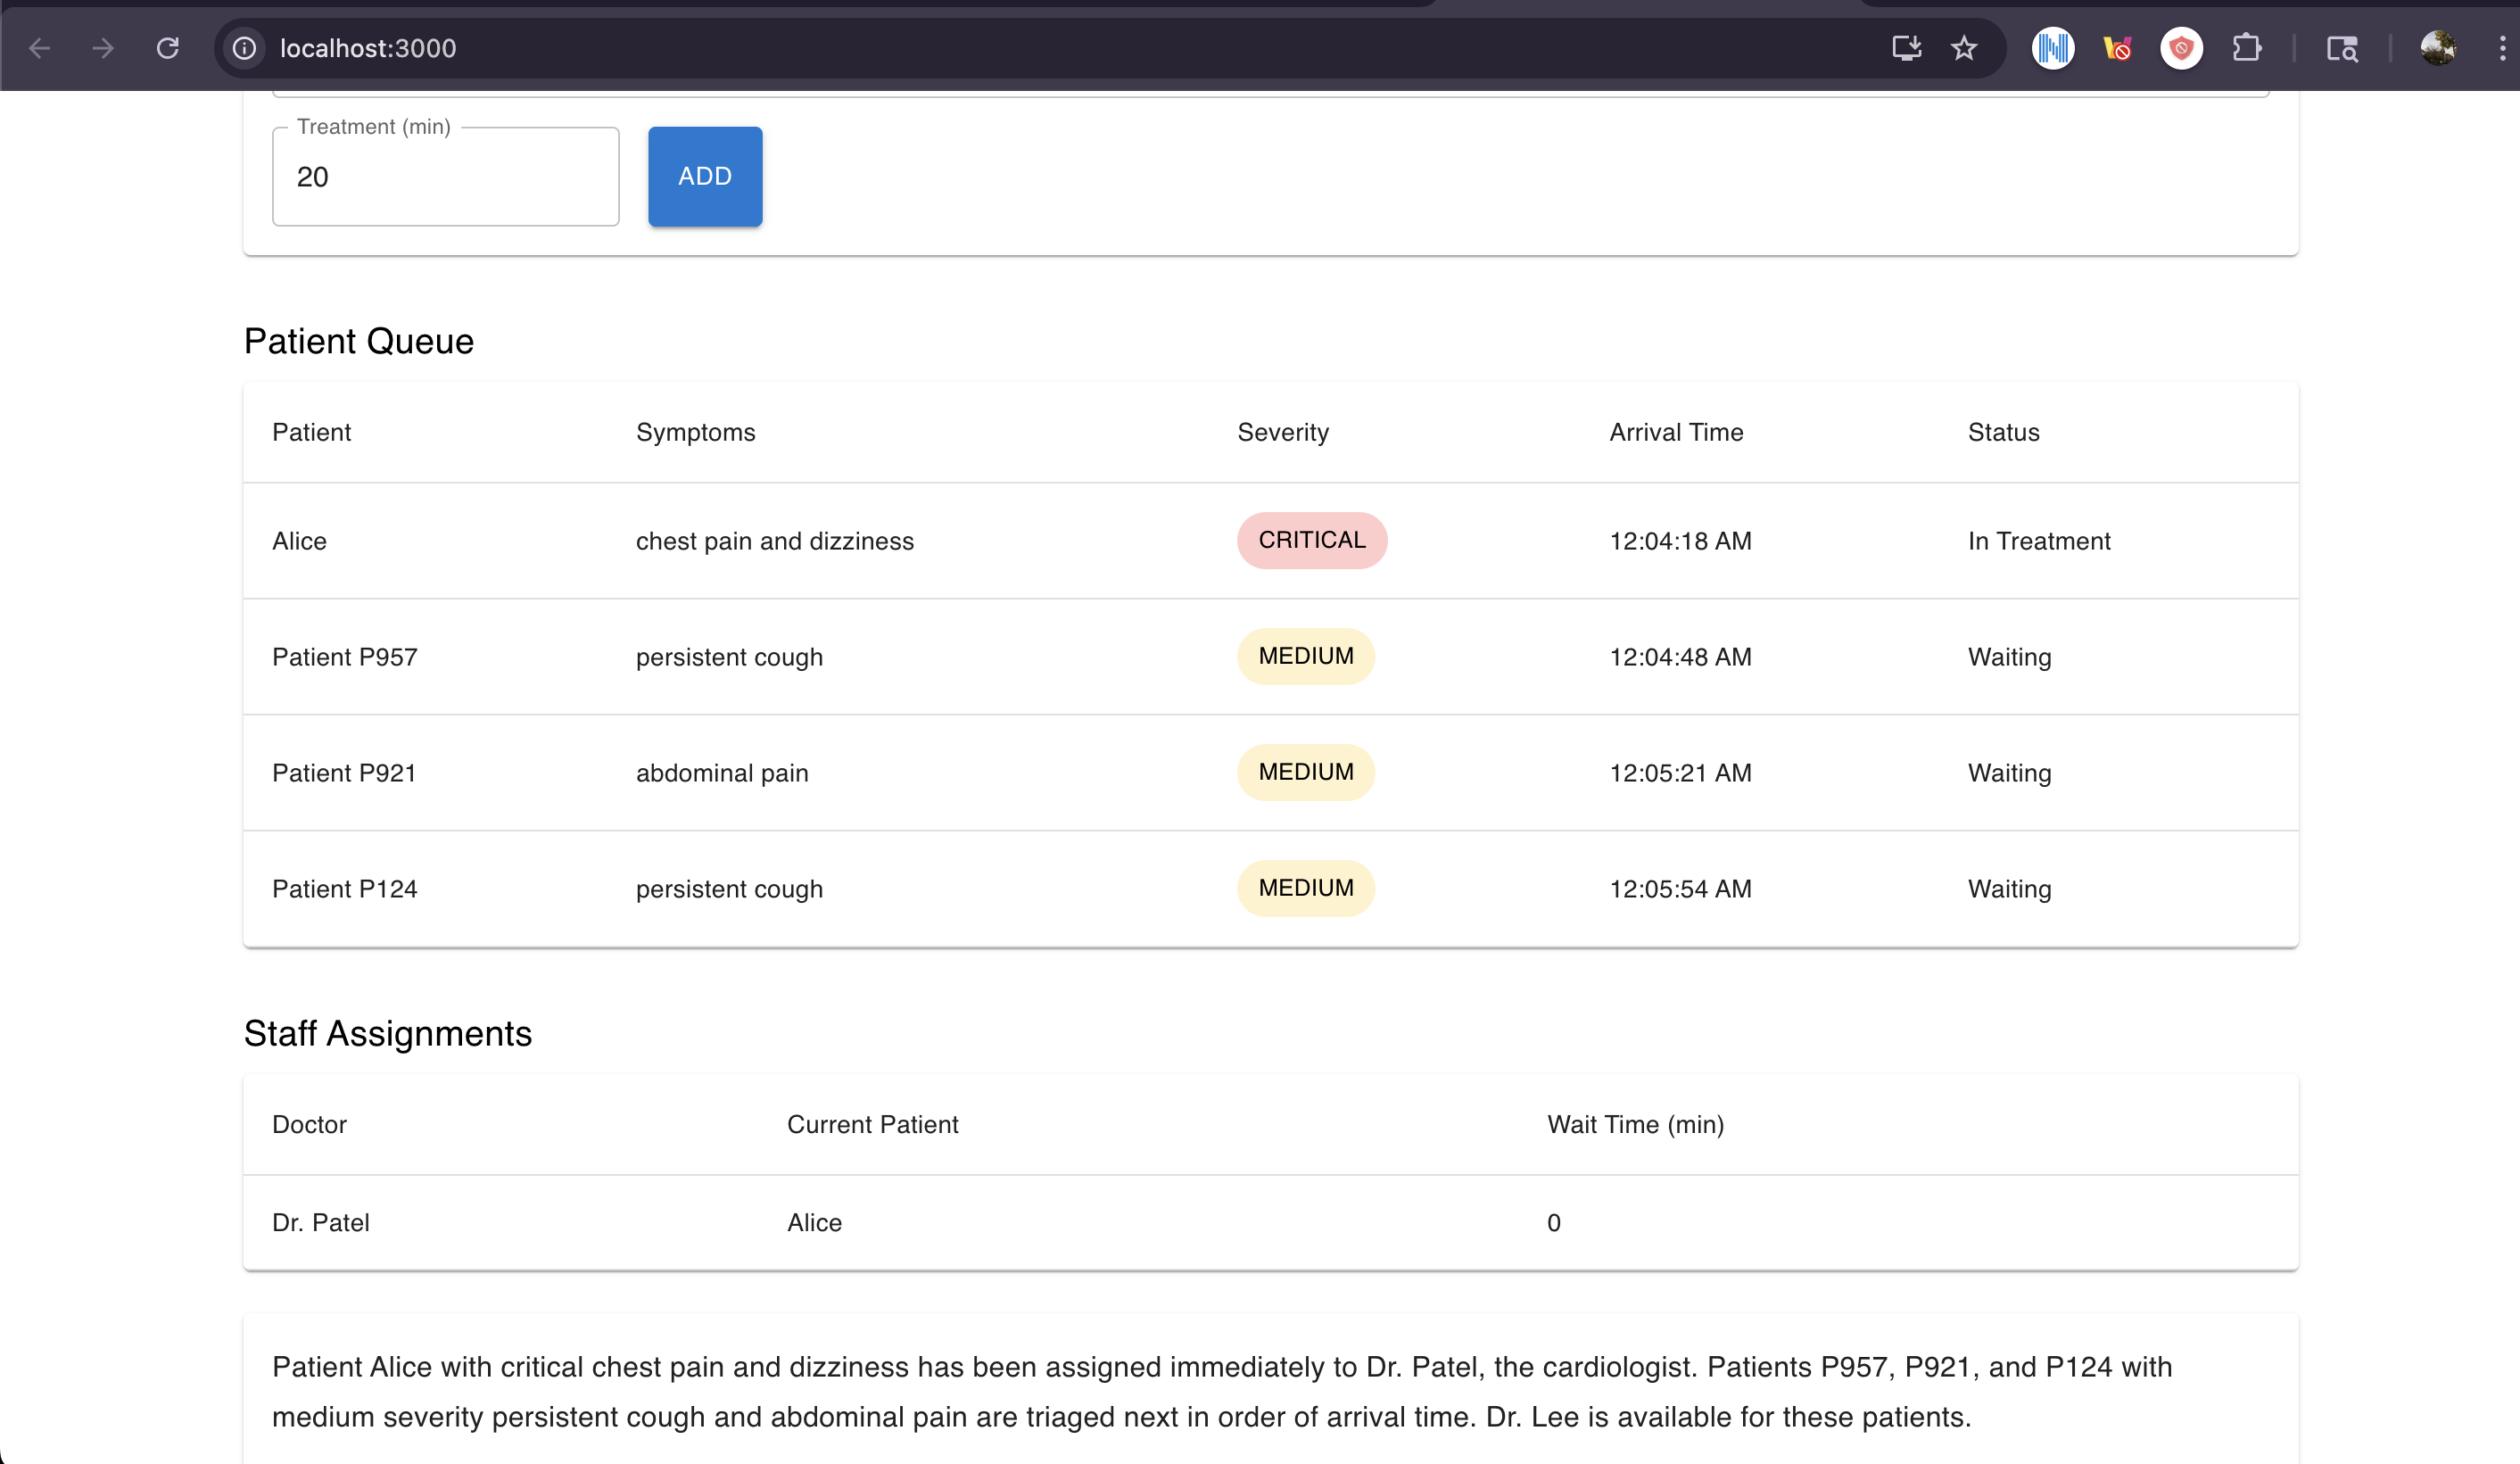 localhost:3000
Treatment (min)
20
ADD
Patient Queue
Patient Symptoms Severity Arrival Time Status
Alice chest pain and dizziness CRITICAL 12:04:18 AM In Treatment
Patient P957 persistent cough MEDIUM 12:04:48 AM Waiting
Patient P921 abdominal pain MEDIUM 12:05:21 AM Waiting
Patient P124 persistent cough MEDIUM 12:05:54 AM Waiting
Staff Assignments
Doctor Current Patient Wait Time (min)
Dr. Patel Alice 0
Patient Alice with critical chest pain and dizziness has been assigned immediately to Dr. Patel, the cardiologist. Patients P957, P921, and P124 with
medium severity persistent cough and abdominal pain are triaged next in order of arrival time. Dr. Lee is available for these patients.